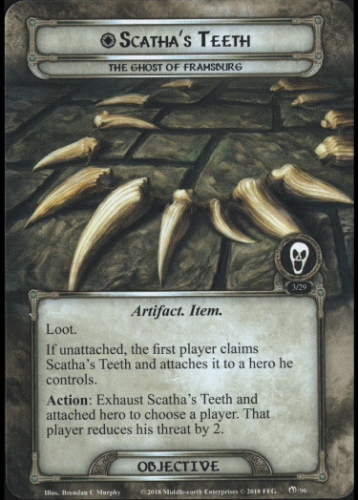 Scatha's Teeth
The Ghost of Framsburg
3/29
Artifact. Item.
Loot.
If unattached, the first player claims
Scatha's Teeth and attaches it to a hero he
controls.
Action: Exhaust Scatha's Teeth and
attached hero to choose a player. That
player reduces his threat by 2.
Objective
Illus. Brendan C Murphy ©2018 Middle-earth Enterprises ©2018 FFG 96